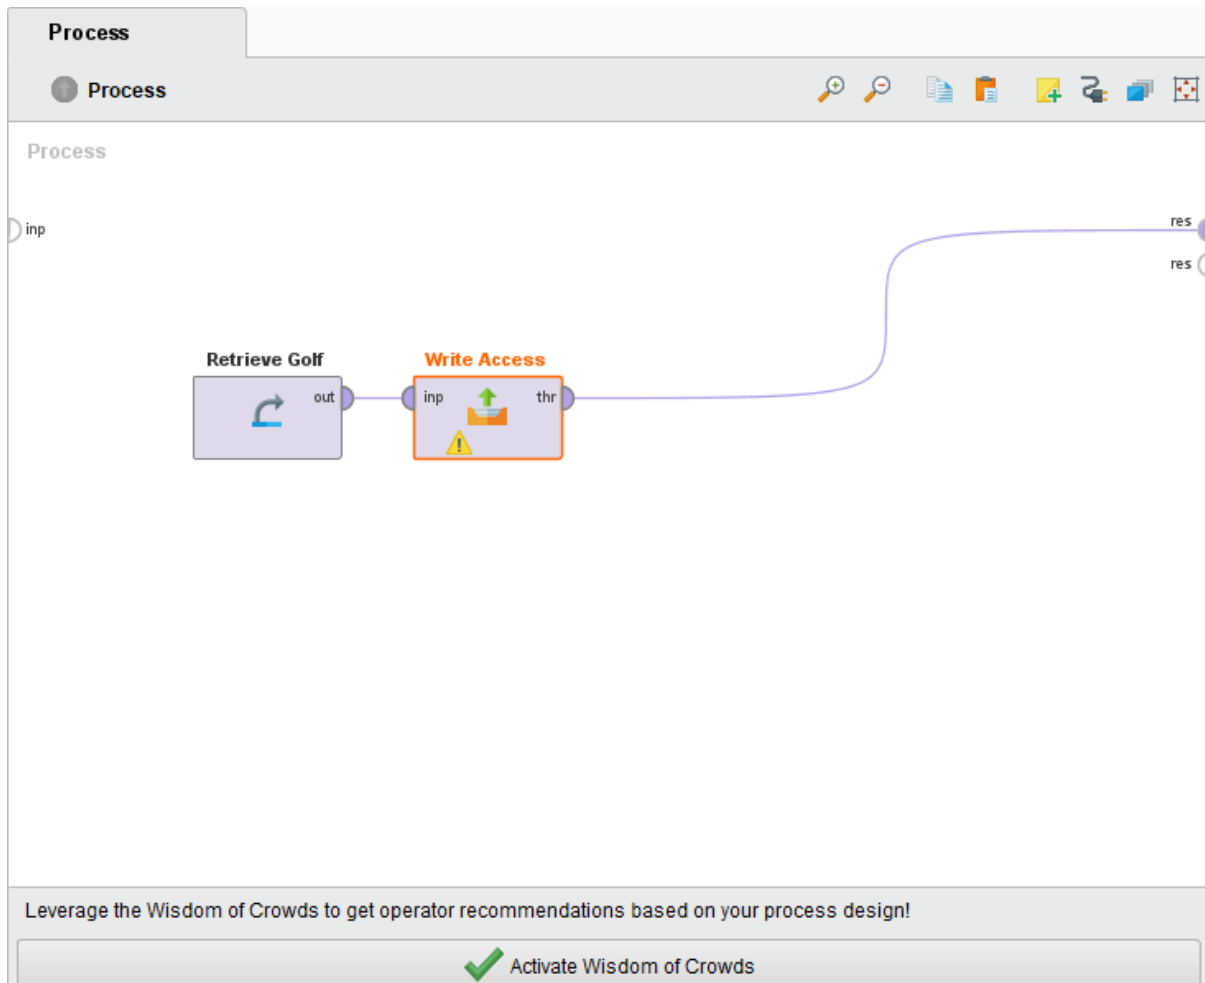 Process
Process
Process
inp
res
res
Retrieve Golf
Write Access
out
inp
thr
Leverage the Wisdom of Crowds to get operator recommendations based on your process design!
Activate Wisdom of Crowds